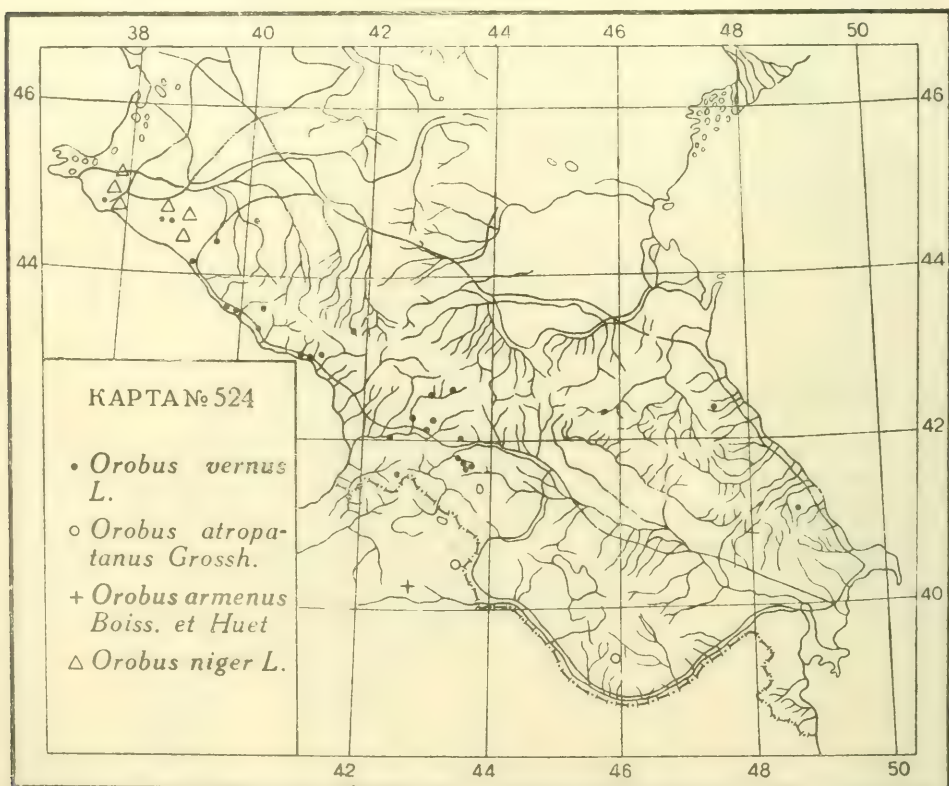 38 40 42 44 46 48 50
46 46
44 44
КАРТА № 524
42
• Orobus vernus
L.
○ Orobus atropa-
tanus Grossh.
+ Orobus armenus
Boiss. et Huet
40
△ Orobus niger L.
42 44 46 48 50